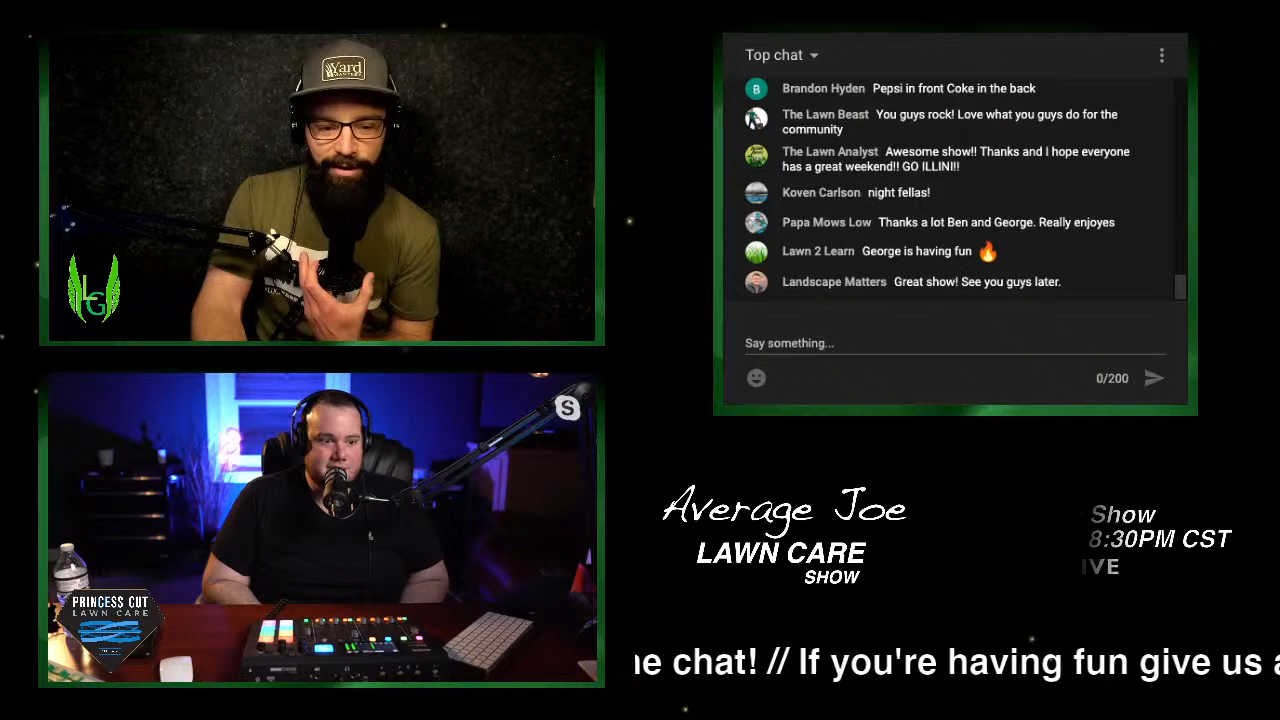 Yard
LG
S
PRINCESS CUT
LAWN CARE
Top chat
B
Brandon Hyden Pepsi in front Coke in the back
The Lawn Beast You guys rock! Love what you guys do for the
community
The Lawn Analyst Awesome show!! Thanks and I hope everyone
has a great weekend!! GO ILLINI!!
Koven Carlson night fellas!
Papa Mows Low Thanks a lot Ben and George. Really enjoyes
Lawn 2 Learn George is having fun 🔥
Landscape Matters Great show! See you guys later.
Say something...
0/200
Average Joe
LAWN CARE
SHOW
Show
8:30PM CST
IVE
he chat! // If you're having fun give us a